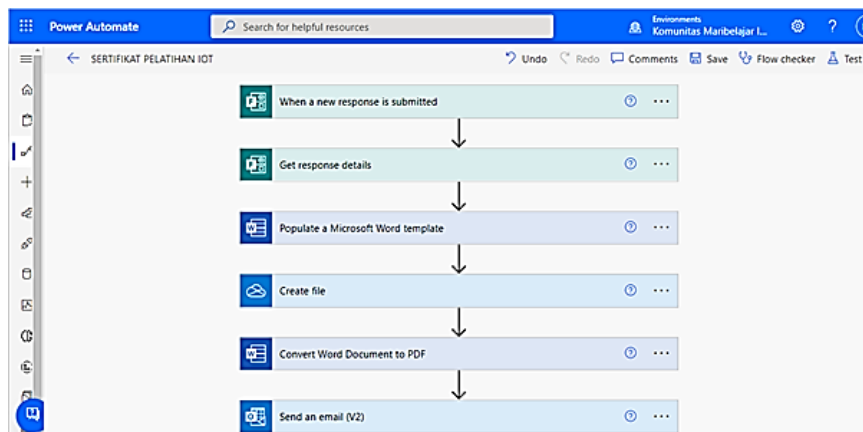 Power Automate
Search for helpful resources
Environments
Komunitas Maribelajar I...
SERTIFIKAT PELATIHAN IOT
Undo Redo Comments Save Flow checker Test
When a new response is submitted
Get response details
Populate a Microsoft Word template
Create file
Convert Word Document to PDF
Send an email (V2)